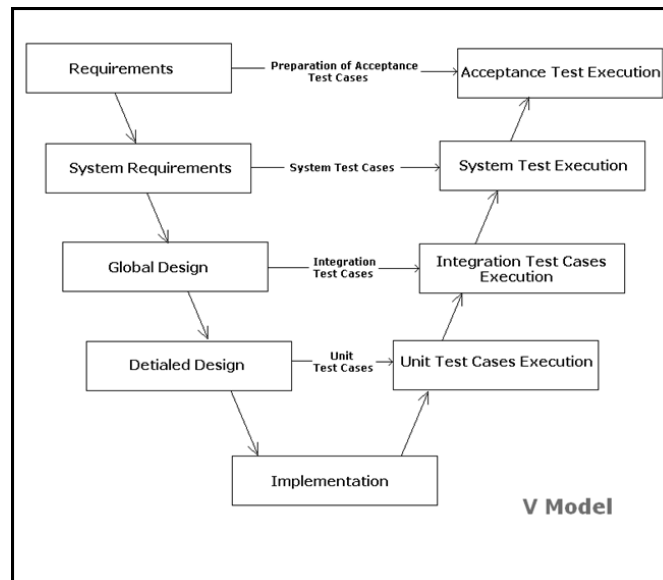 Requirements
Preparation of Acceptance
Test Cases
Acceptance Test Execution
System Requirements
System Test Cases
System Test Execution
Global Design
Integration
Test Cases
Integration Test Cases
Execution
Detialed Design
Unit
Test Cases
Unit Test Cases Execution
Implementation
V Model